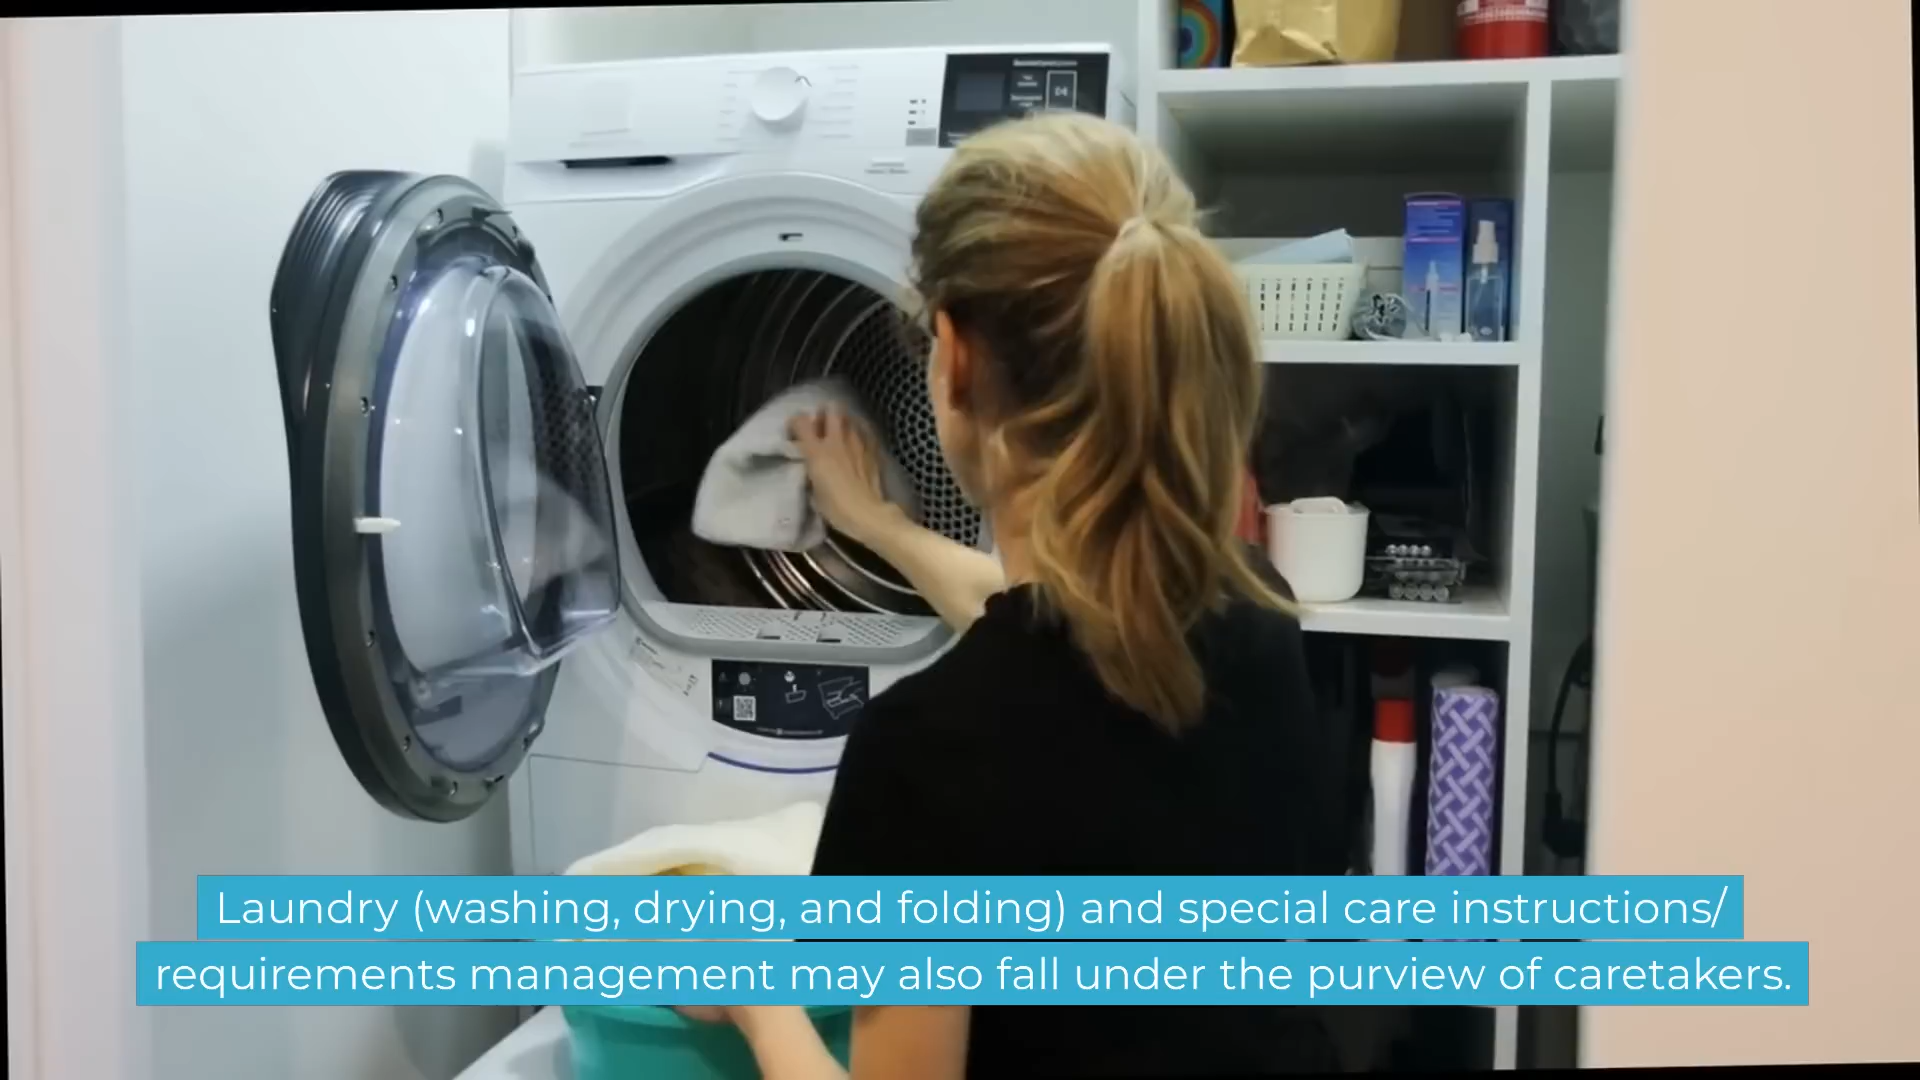 Laundry (washing, drying, and folding) and special care instructions/
requirements management may also fall under the purview of caretakers.